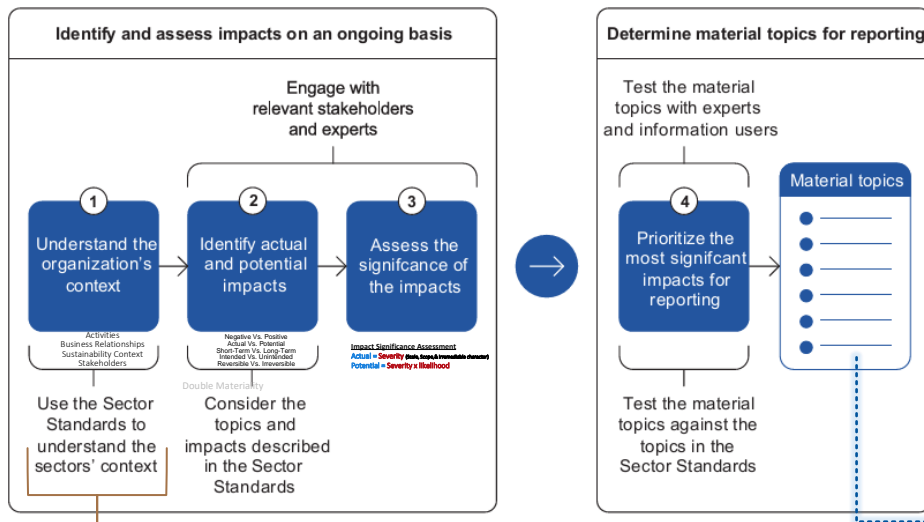 Identify and assess impacts on an ongoing basis
Engage with
relevant stakeholders
and experts
1
Understand the
organization's
context
2
Identify actual
and potential
impacts
3
Assess the
signifcance of
the impacts
Activities
Business Relationships
Sustainability Context
Stakeholders
Negative Vs. Positive
Actual Vs. Potential
Short-Term Vs. Long-Term
Intended Vs. Unintended
Reversible Vs. Irreversible
Impact Significance Assessment
Actual = Severity (Scale, Scope,& Irremediable character)
Potential = Severity x likelihood
Double Materiality
Use the Sector
Standards to
understand the
sectors' context
Consider the
topics and
impacts described
in the Sector
Standards
Determine material topics for reporting
Test the material
topics with experts
and information users
4
Prioritize the
most signifcant
impacts for
reporting
Material topics
Test the material
topics against the
topics in the
Sector Standards